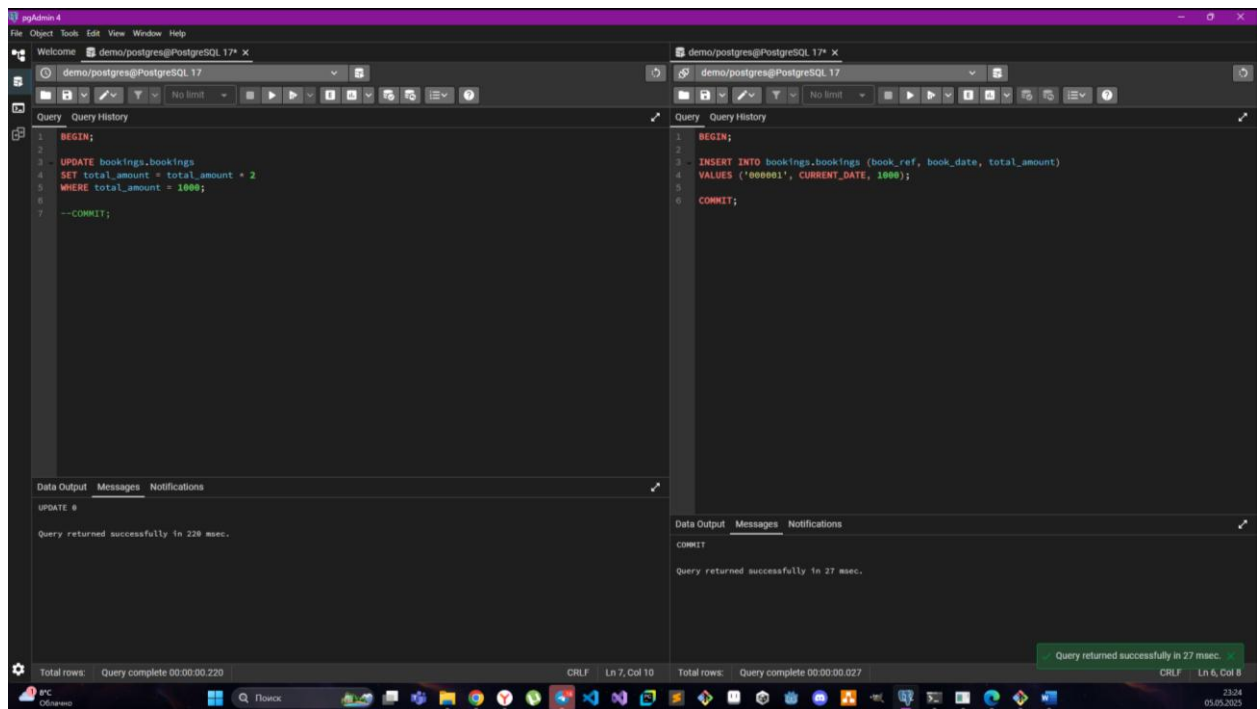 pgAdmin 4
File Object Tools Edit View Window Help
Welcome demo/postgres@PostgreSQL 17* ×
demo/postgres@PostgreSQL 17
No limit
Query Query History
1 BEGIN;
2
3 UPDATE bookings.bookings
4 SET total_amount = total_amount * 2
5 WHERE total_amount = 1000;
6
7 --COMMIT;
Data Output Messages Notifications
UPDATE 0
Query returned successfully in 220 msec.
Total rows: Query complete 00:00:00.220 CRLF Ln 7, Col 10
demo/postgres@PostgreSQL 17* ×
demo/postgres@PostgreSQL 17
No limit
Query Query History
1 BEGIN;
2
3 INSERT INTO bookings.bookings (book_ref, book_date, total_amount)
4 VALUES ('000001', CURRENT_DATE, 1000);
5
6 COMMIT;
Data Output Messages Notifications
COMMIT
Query returned successfully in 27 msec.
Query returned successfully in 27 msec.
Total rows: Query complete 00:00:00.027 CRLF Ln 6, Col 8
8°C
Облачно
Поиск
23:24
05.05.2025